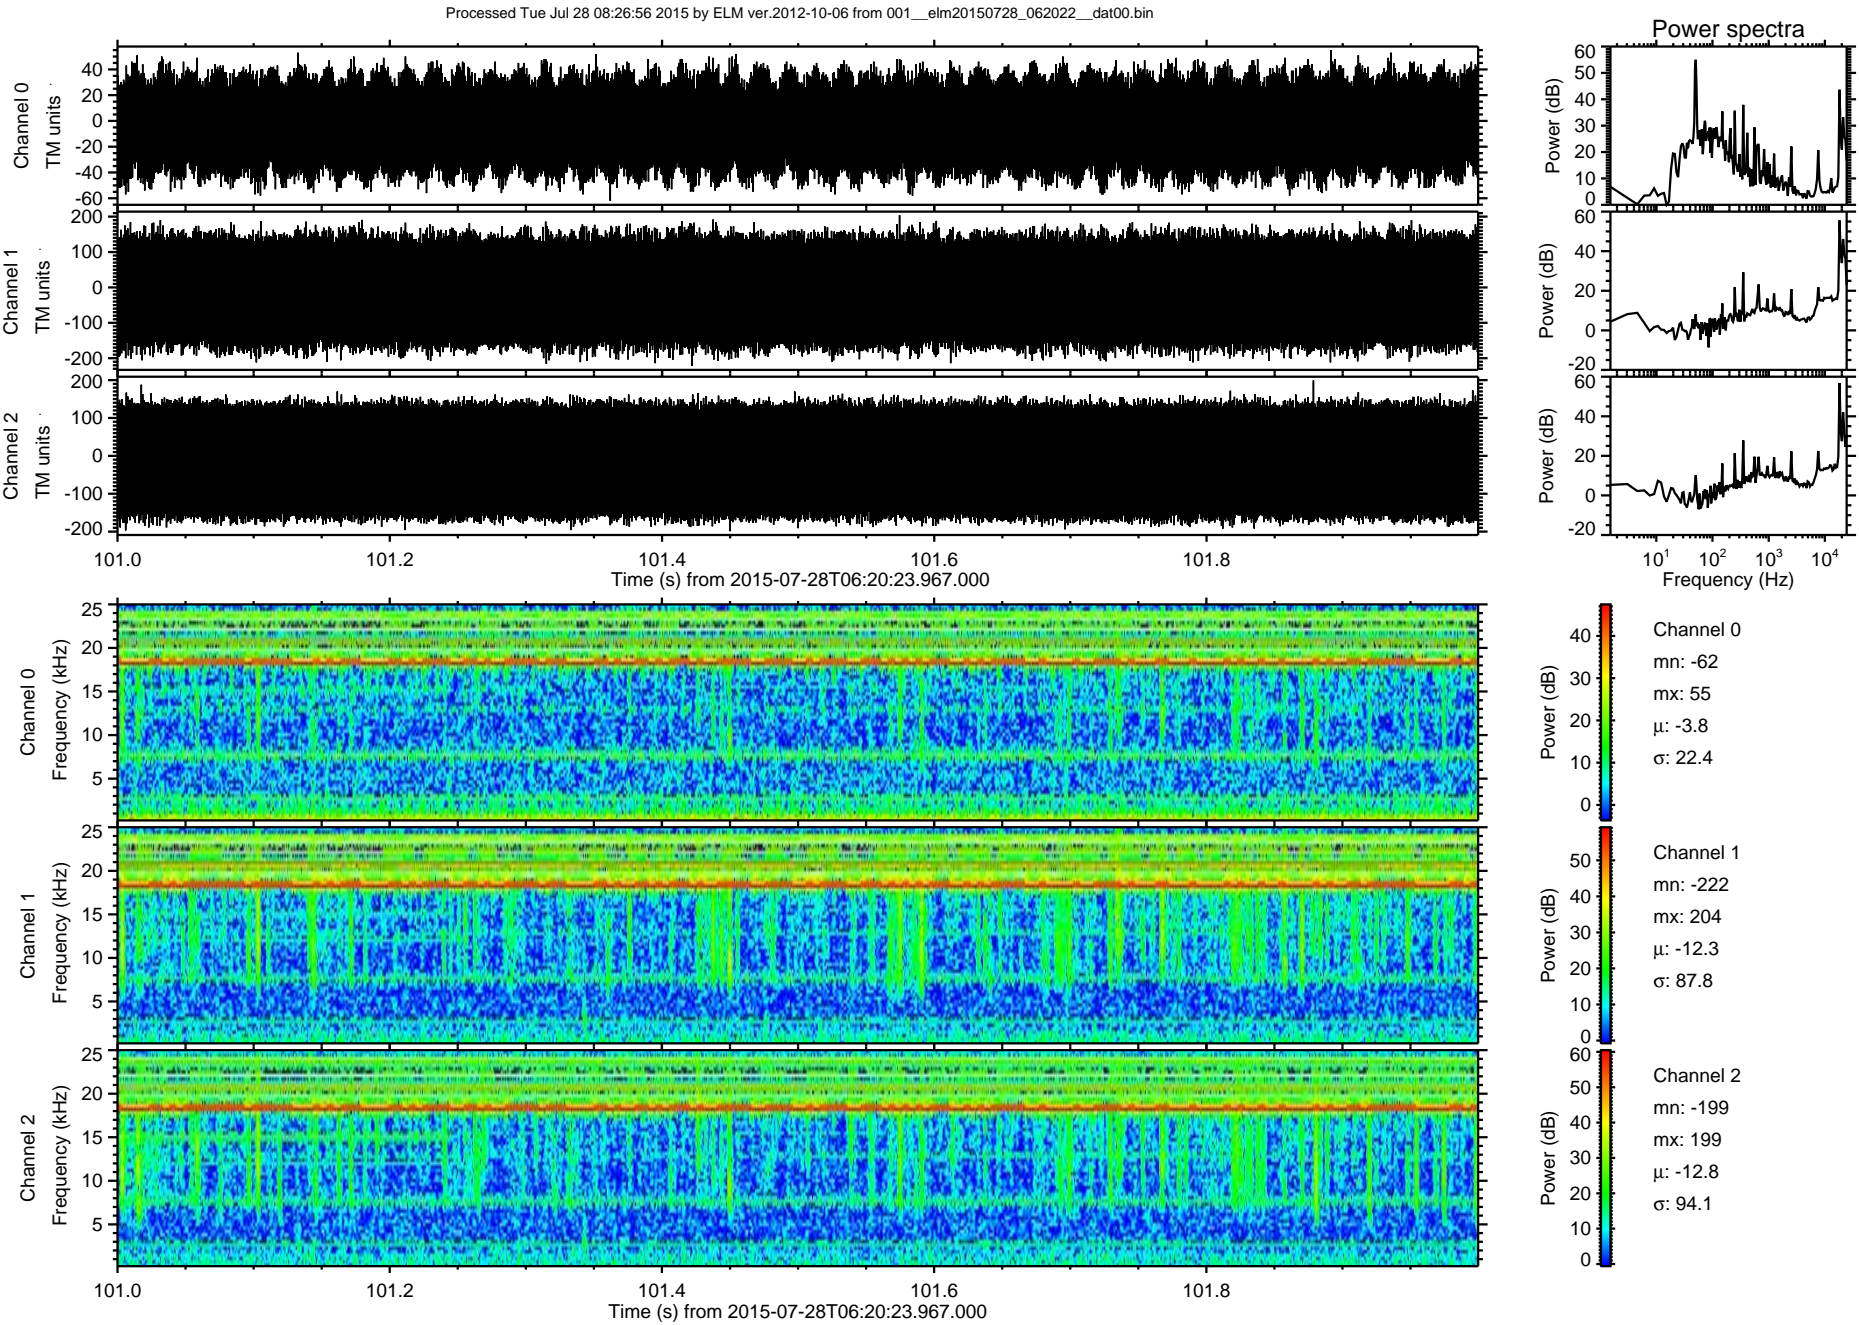 Processed Tue Jul 28 08:26:56 2015 by ELM ver.2012-10-06 from 001__elm20150728_062022__dat00.bin
Power spectra
Channel 0
TM units
40
20
0
-20
-40
-60
Power (dB)
60
50
40
30
20
10
0
Channel 1
TM units
200
100
0
-100
-200
Power (dB)
60
40
20
0
-20
Channel 2
TM units
200
100
0
-100
-200
Power (dB)
60
40
20
0
-20
101.0 101.2 101.4 101.6 101.8
Time (s) from 2015-07-28T06:20:23.967.000
10¹ 10² 10³ 10⁴
Frequency (Hz)
Channel 0
Frequency (kHz)
25
20
15
10
5
Power (dB)
40
30
20
10
0
Channel 0
mn: -62
mx: 55
μ: -3.8
σ: 22.4
Channel 1
Frequency (kHz)
25
20
15
10
5
Power (dB)
50
40
30
20
10
0
Channel 1
mn: -222
mx: 204
μ: -12.3
σ: 87.8
Channel 2
Frequency (kHz)
25
20
15
10
5
Power (dB)
60
50
40
30
20
10
0
Channel 2
mn: -199
mx: 199
μ: -12.8
σ: 94.1
101.0 101.2 101.4 101.6 101.8
Time (s) from 2015-07-28T06:20:23.967.000